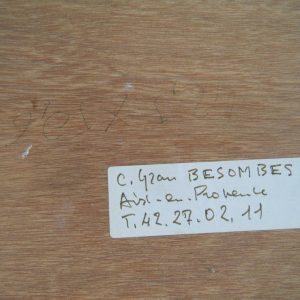 C. Gran BESOMBES
Aix-en-Provence
T. 42.27.02.11